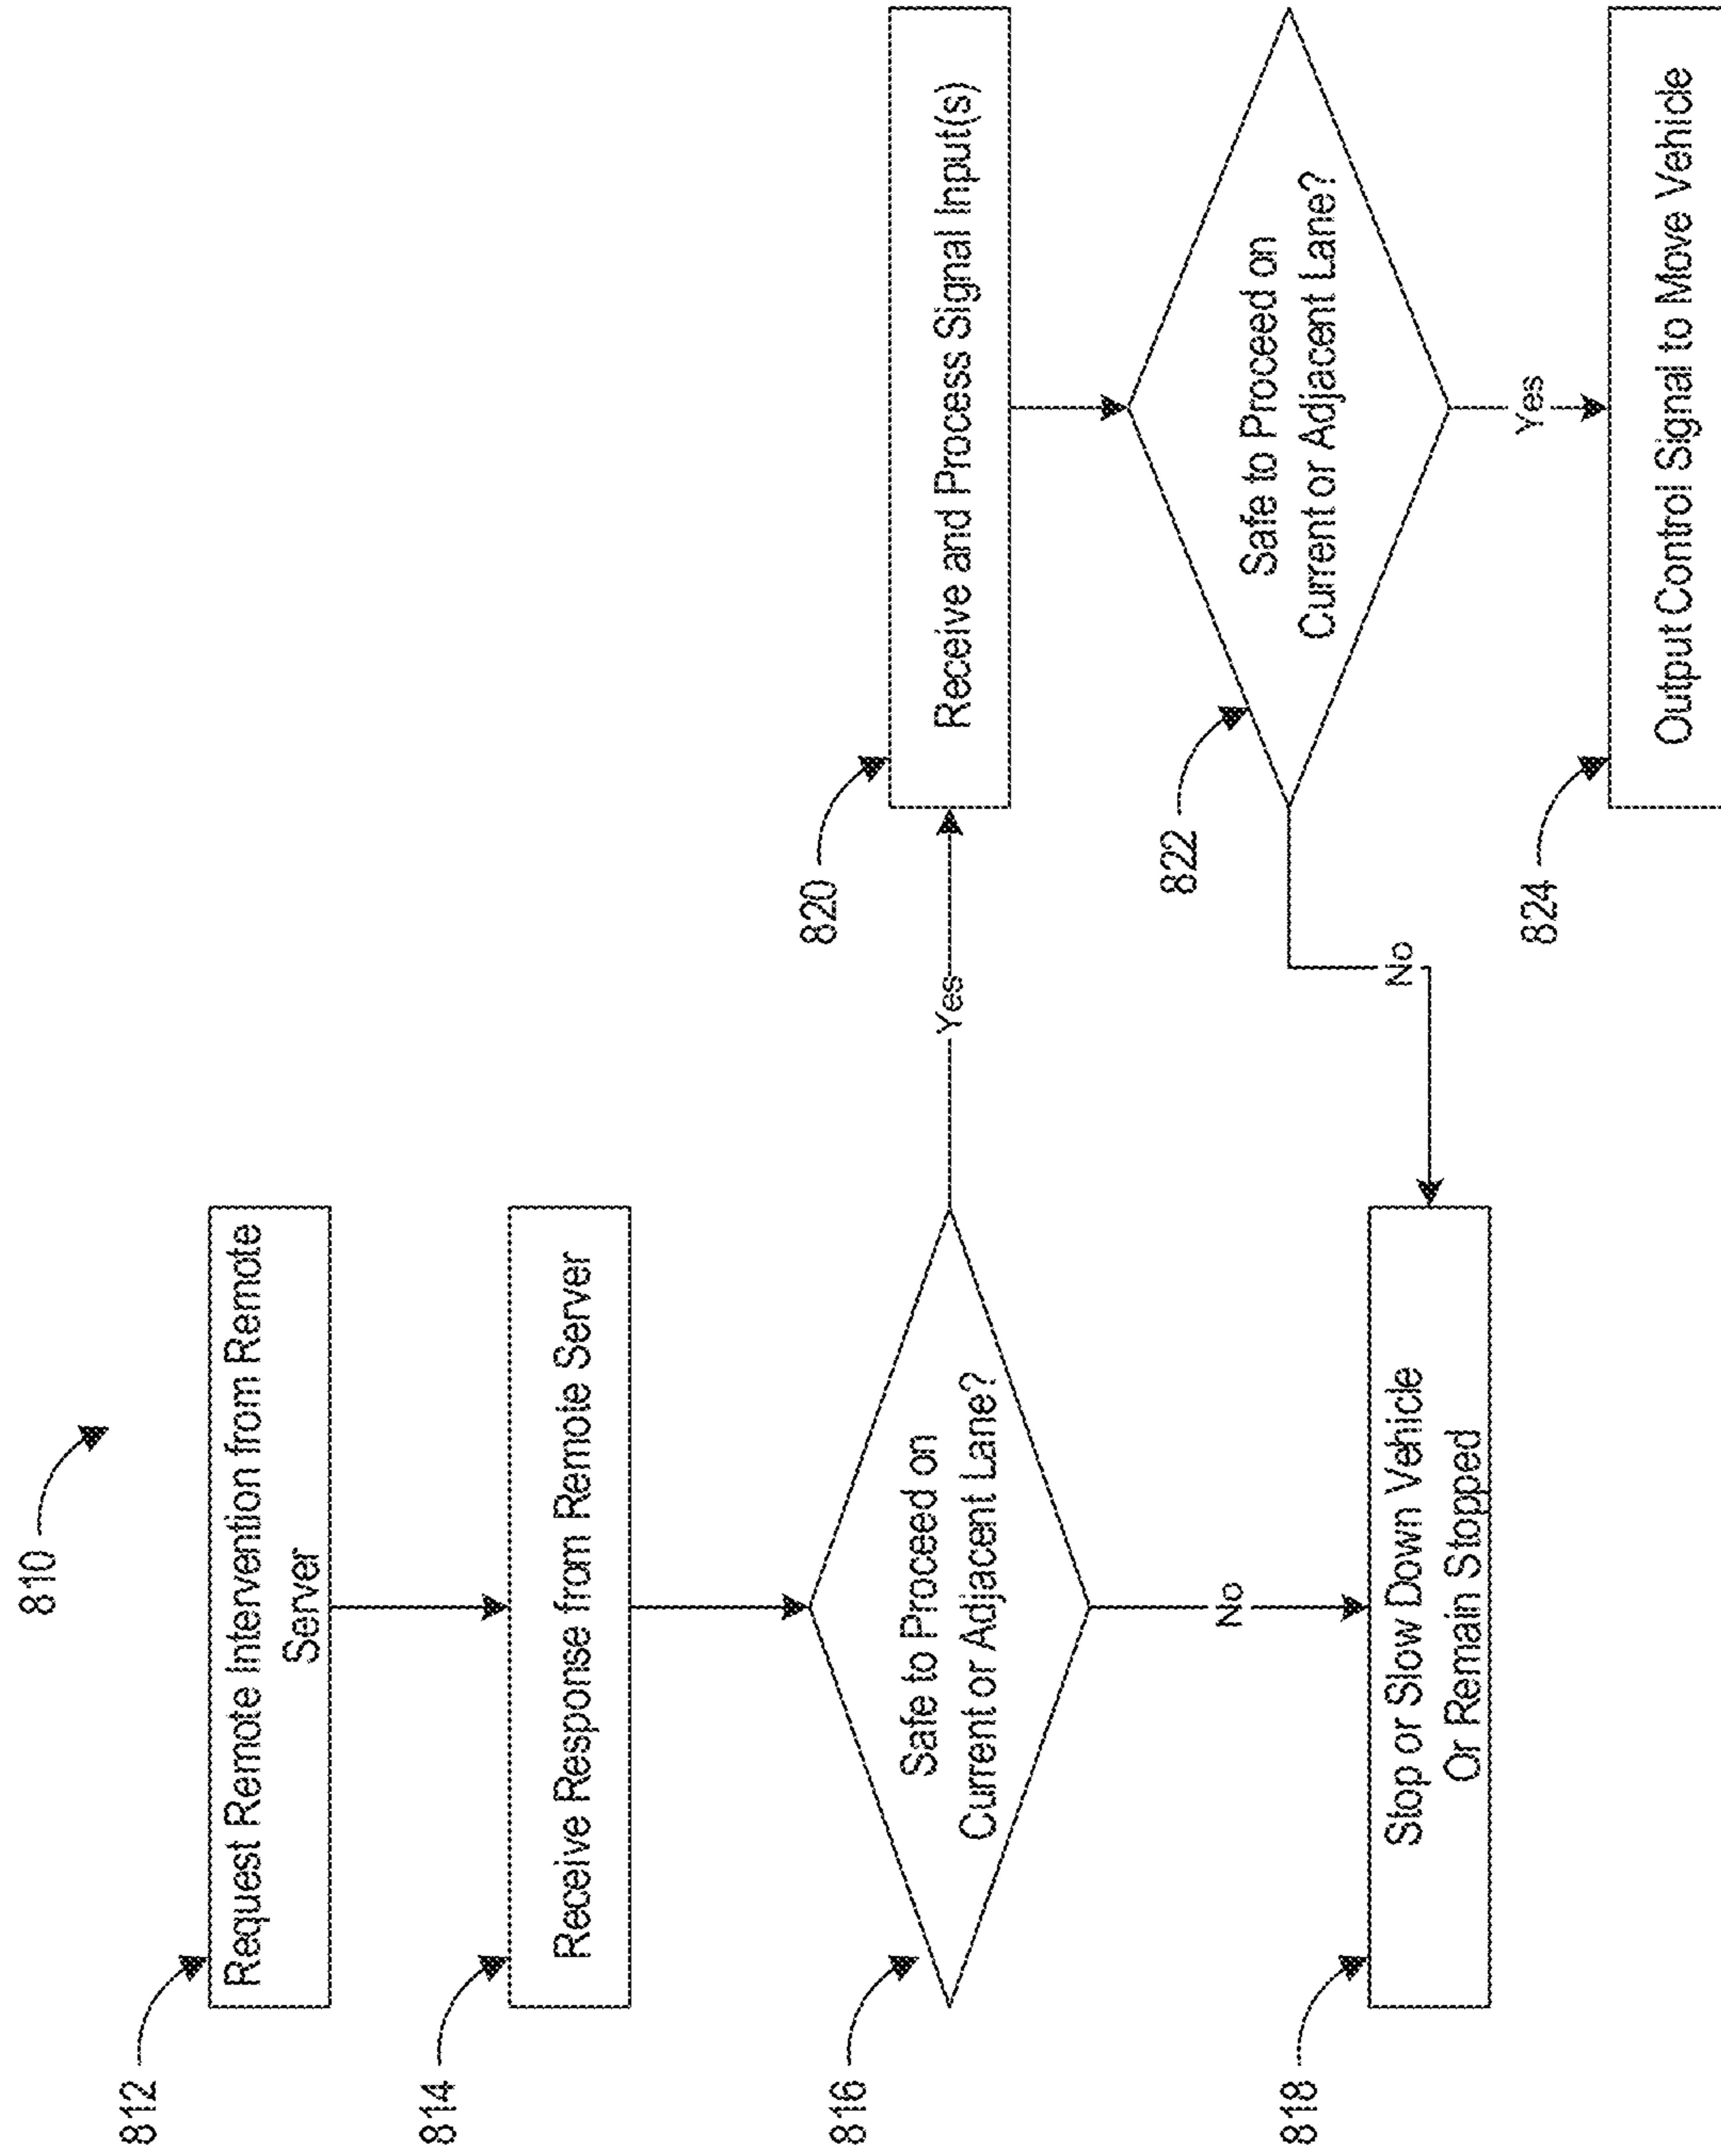 810
812
Request Remote Intervention from Remote
Server
814
Receive Response from Remote Server
816
Safe to Proceed on
Current or Adjacent Lane?
Yes
No
818
Stop or Slow Down Vehicle
Or Remain Stopped
820
Receive and Process Signal Input(s)
822
Safe to Proceed on
Current or Adjacent Lane?
No
Yes
824
Output Control Signal to Move Vehicle